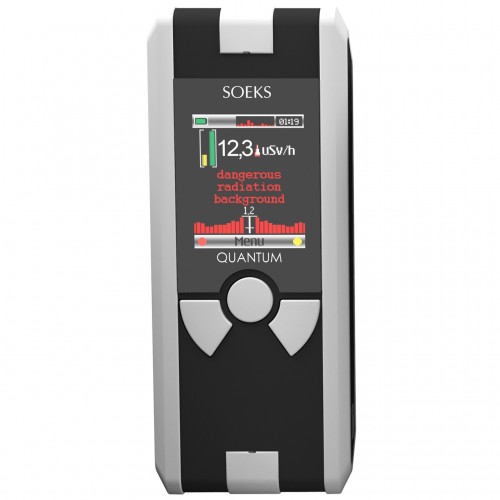 SOEKS
01:19
12,3 uSv/h
dangerous
radiation
background
1,2
Menu
QUANTUM